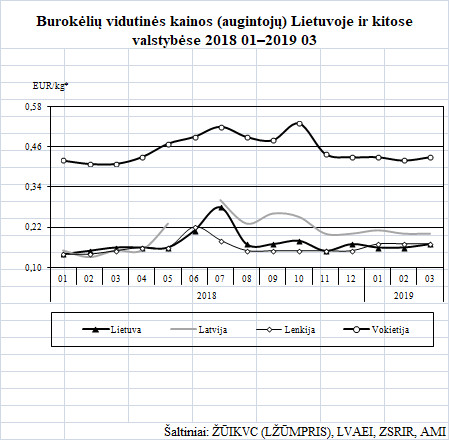 Burokėlių vidutinės kainos (augintojų) Lietuvoje ir kitose
valstybėse 2018 01–2019 03
EUR/kg*
0,58
0,46
0,34
0,22
0,10
01 02 03 04 05 06 07 08 09 10 11 12 01 02 03
2018 2019
Lietuva Latvija Lenkija Vokietija
Šaltiniai: ŽŪIKVC (LŽŪMPRIS), LVAEI, ZSRIR, AMI